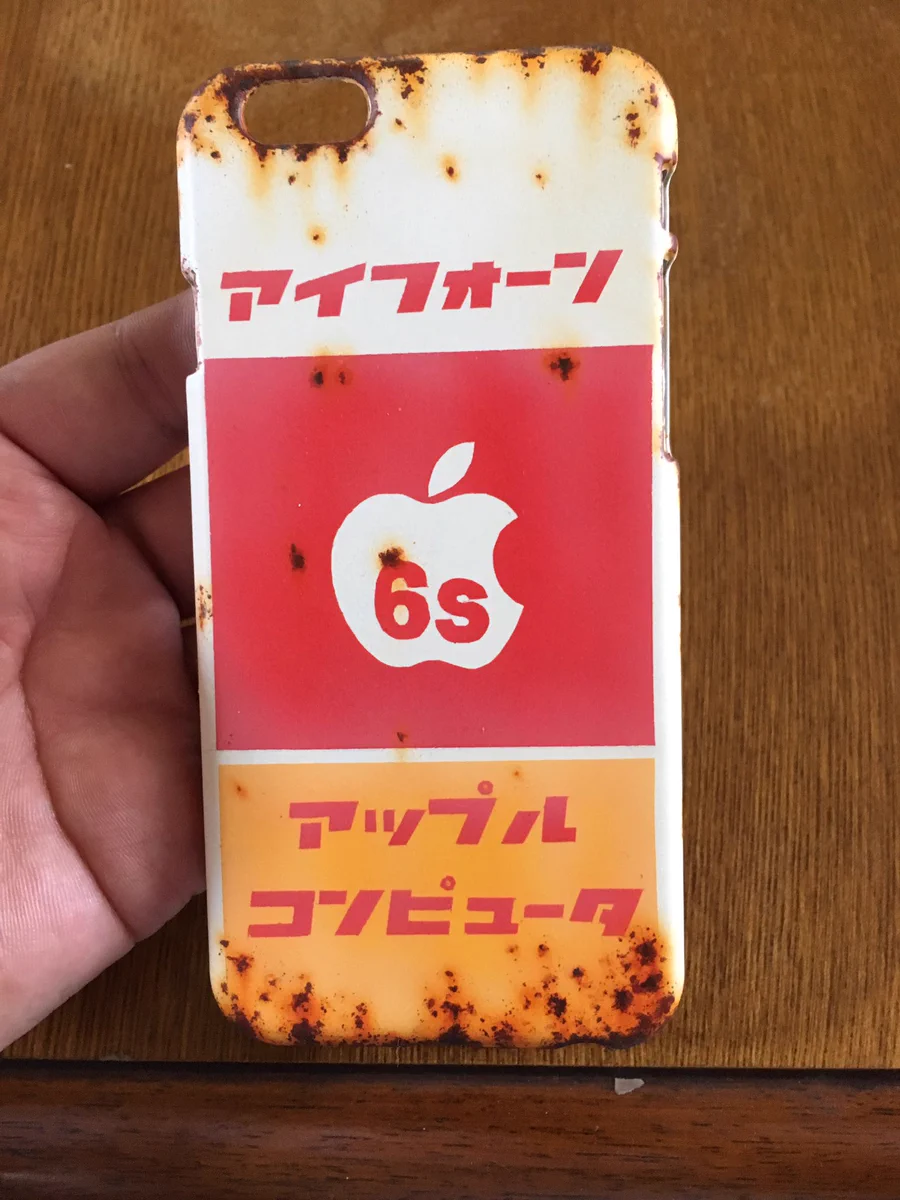 アイフォーン
6s
アップル
コンピュータ